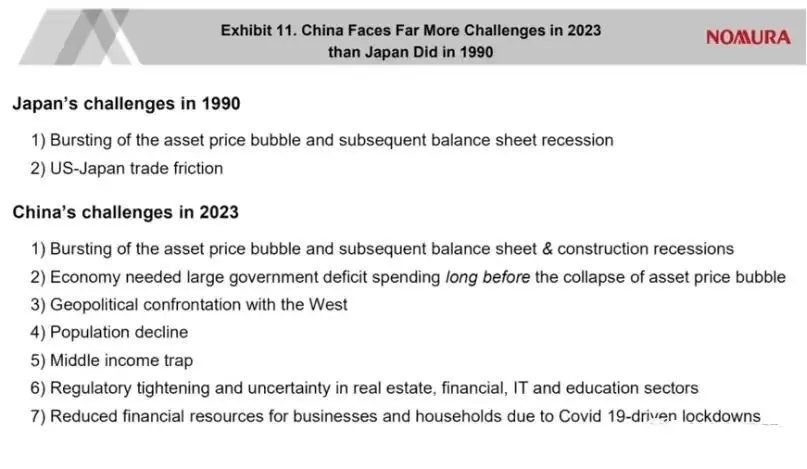 Exhibit 11. China Faces Far More Challenges in 2023
than Japan Did in 1990
NOMURA
Japan's challenges in 1990
1) Bursting of the asset price bubble and subsequent balance sheet recession
2) US-Japan trade friction
China's challenges in 2023
1) Bursting of the asset price bubble and subsequent balance sheet & construction recessions
2) Economy needed large government deficit spending long before the collapse of asset price bubble
3) Geopolitical confrontation with the West
4) Population decline
5) Middle income trap
6) Regulatory tightening and uncertainty in real estate, financial, IT and education sectors
7) Reduced financial resources for businesses and households due to Covid 19-driven lockdowns